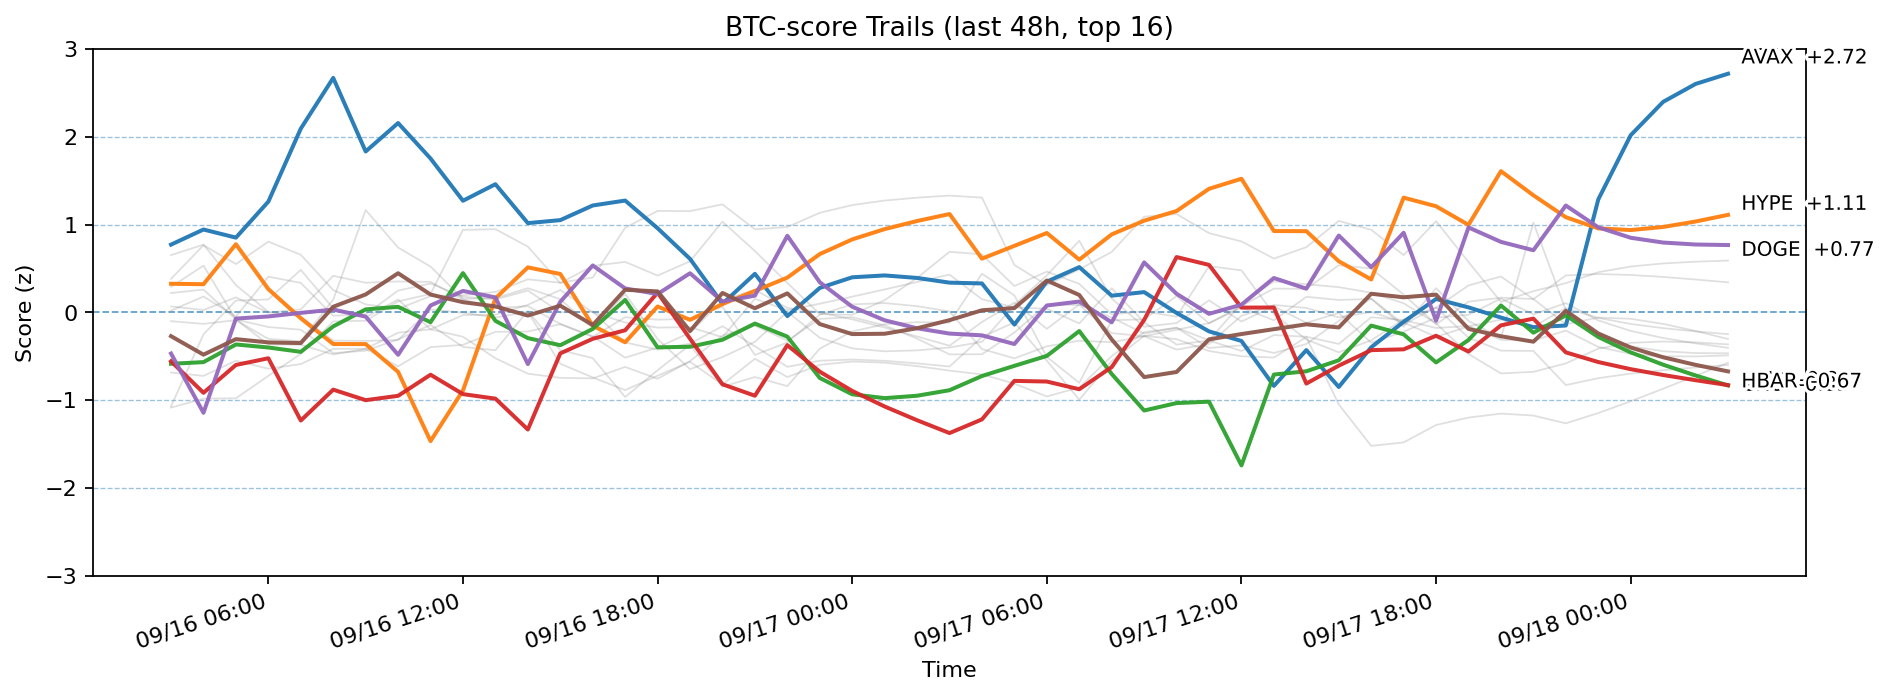 BTC-score Trails (last 48h, top 16)
Score (z)
3
2
1
0
−1
−2
−3
AVAX +2.72
HYPE +1.11
DOGE +0.77
HBAR
09/16 06:00
09/16 12:00
09/16 18:00
09/17 00:00
09/17 06:00
09/17 12:00
09/17 18:00
09/18 00:00
Time